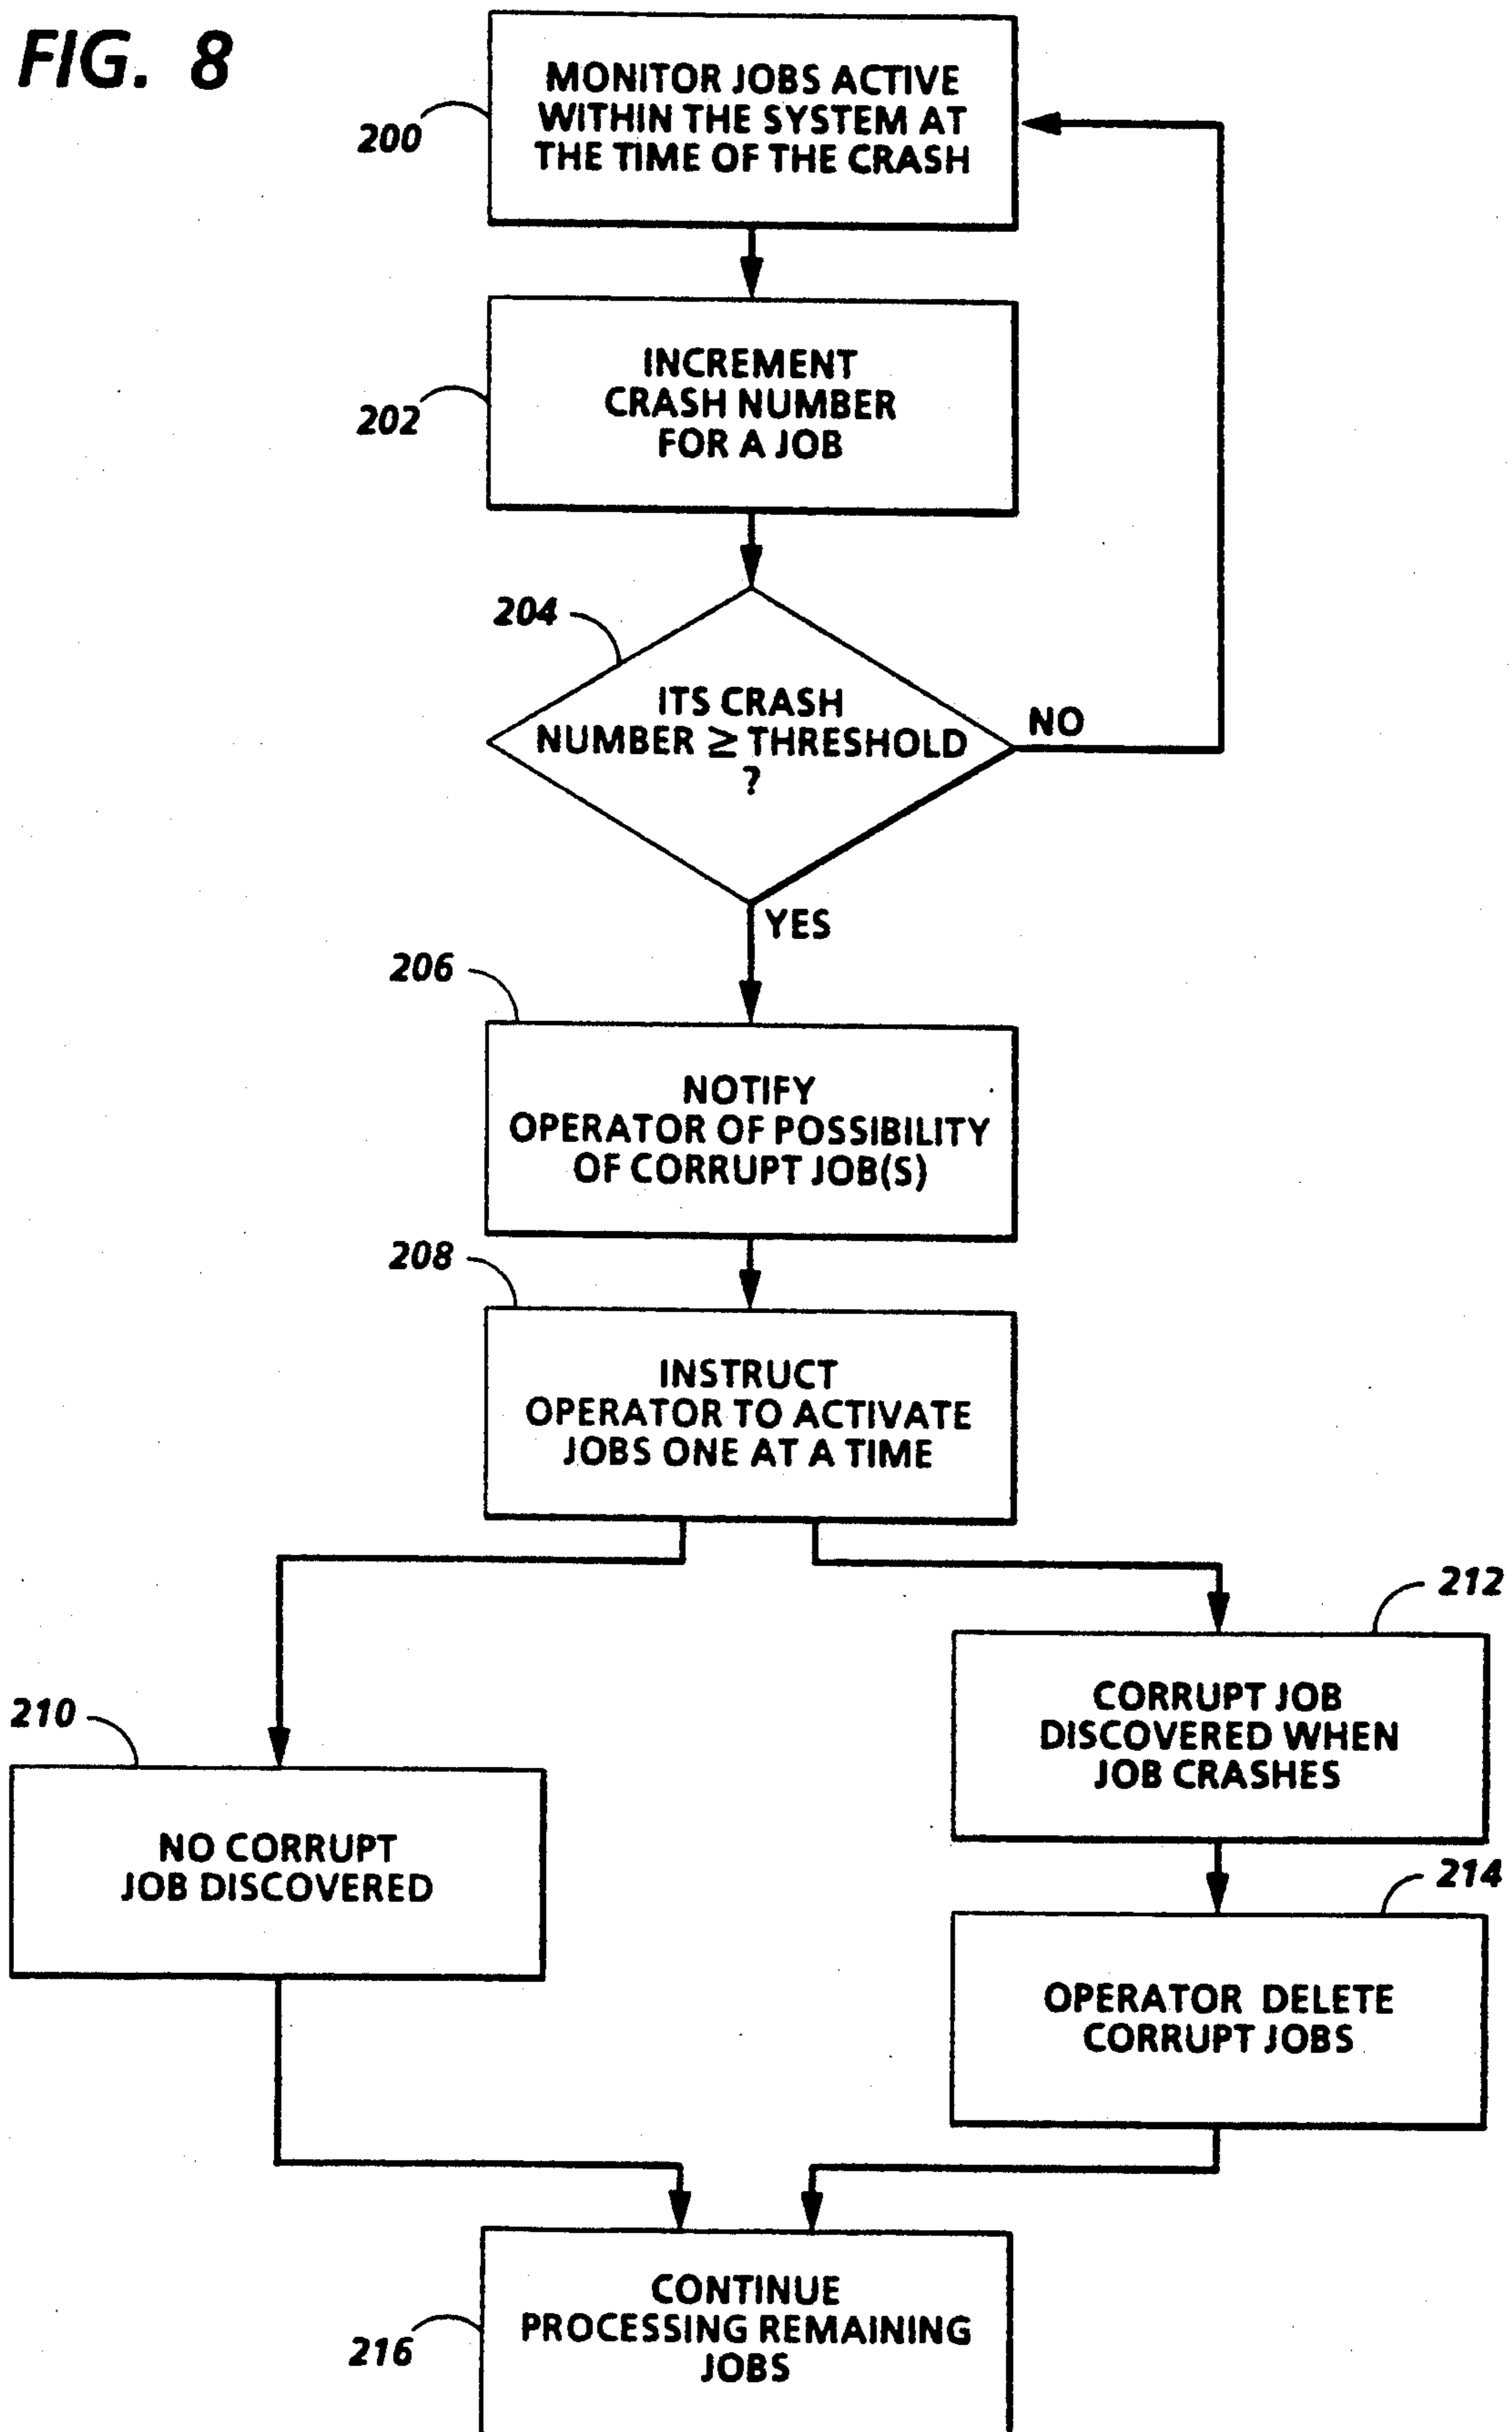 FIG. 8
200
MONITOR JOBS ACTIVE
WITHIN THE SYSTEM AT
THE TIME OF THE CRASH
202
INCREMENT
CRASH NUMBER
FOR A JOB
204
ITS CRASH
NUMBER ≥ THRESHOLD
?
NO
YES
206
NOTIFY
OPERATOR OF POSSIBILITY
OF CORRUPT JOB(S)
208
INSTRUCT
OPERATOR TO ACTIVATE
JOBS ONE AT A TIME
210
NO CORRUPT
JOB DISCOVERED
212
CORRUPT JOB
DISCOVERED WHEN
JOB CRASHES
214
OPERATOR DELETE
CORRUPT JOBS
216
CONTINUE
PROCESSING REMAINING
JOBS